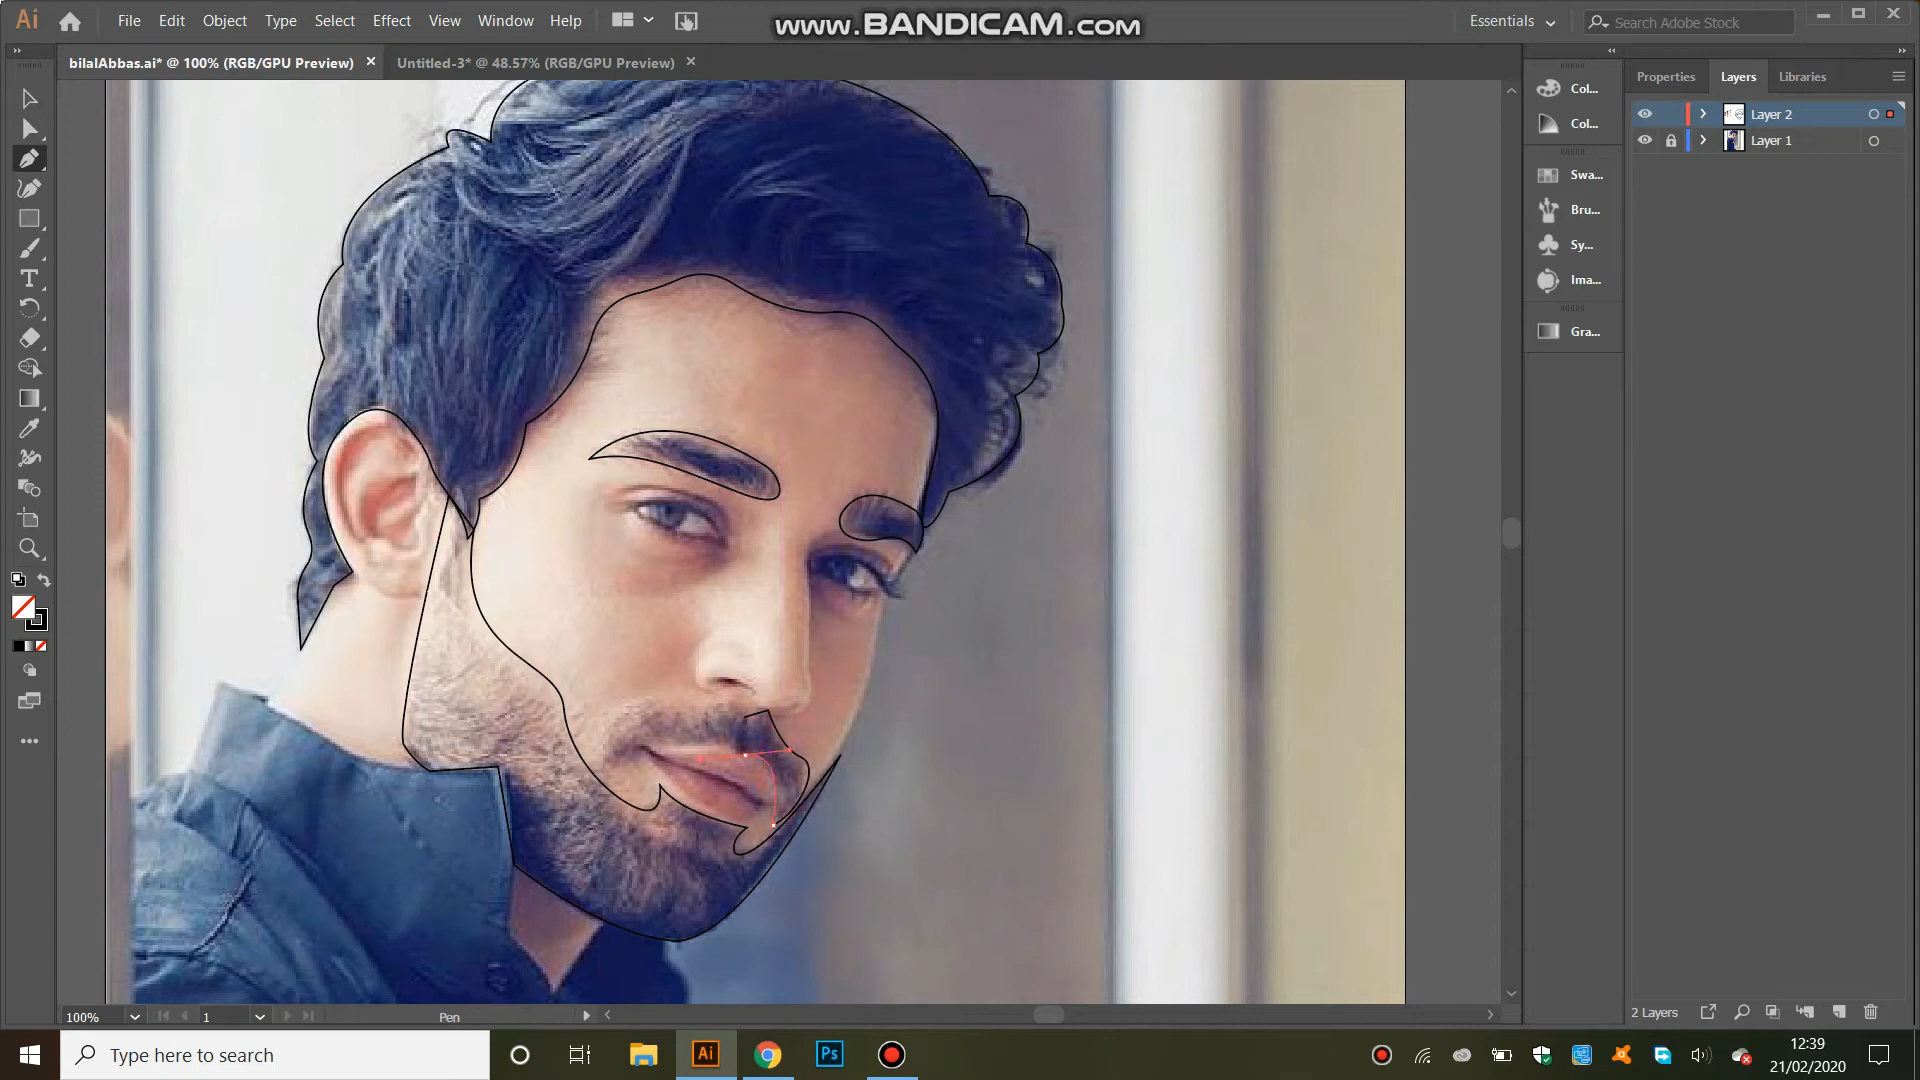 Ai File Edit Object Type Select Effect View Window Help www.BANDICAM.com Essentials Search Adobe Stock
bilalAbbas.ai* @ 100% (RGB/GPU Preview) × Untitled-3* @ 48.57% (RGB/GPU Preview) ×
Properties Layers Libraries
Col...
Layer 2
Col...
Layer 1
Swa...
Bru...
Sy...
Ima...
Gra...
100% 1 Pen
2 Layers
Type here to search
Ai
Ps
12:39
21/02/2020